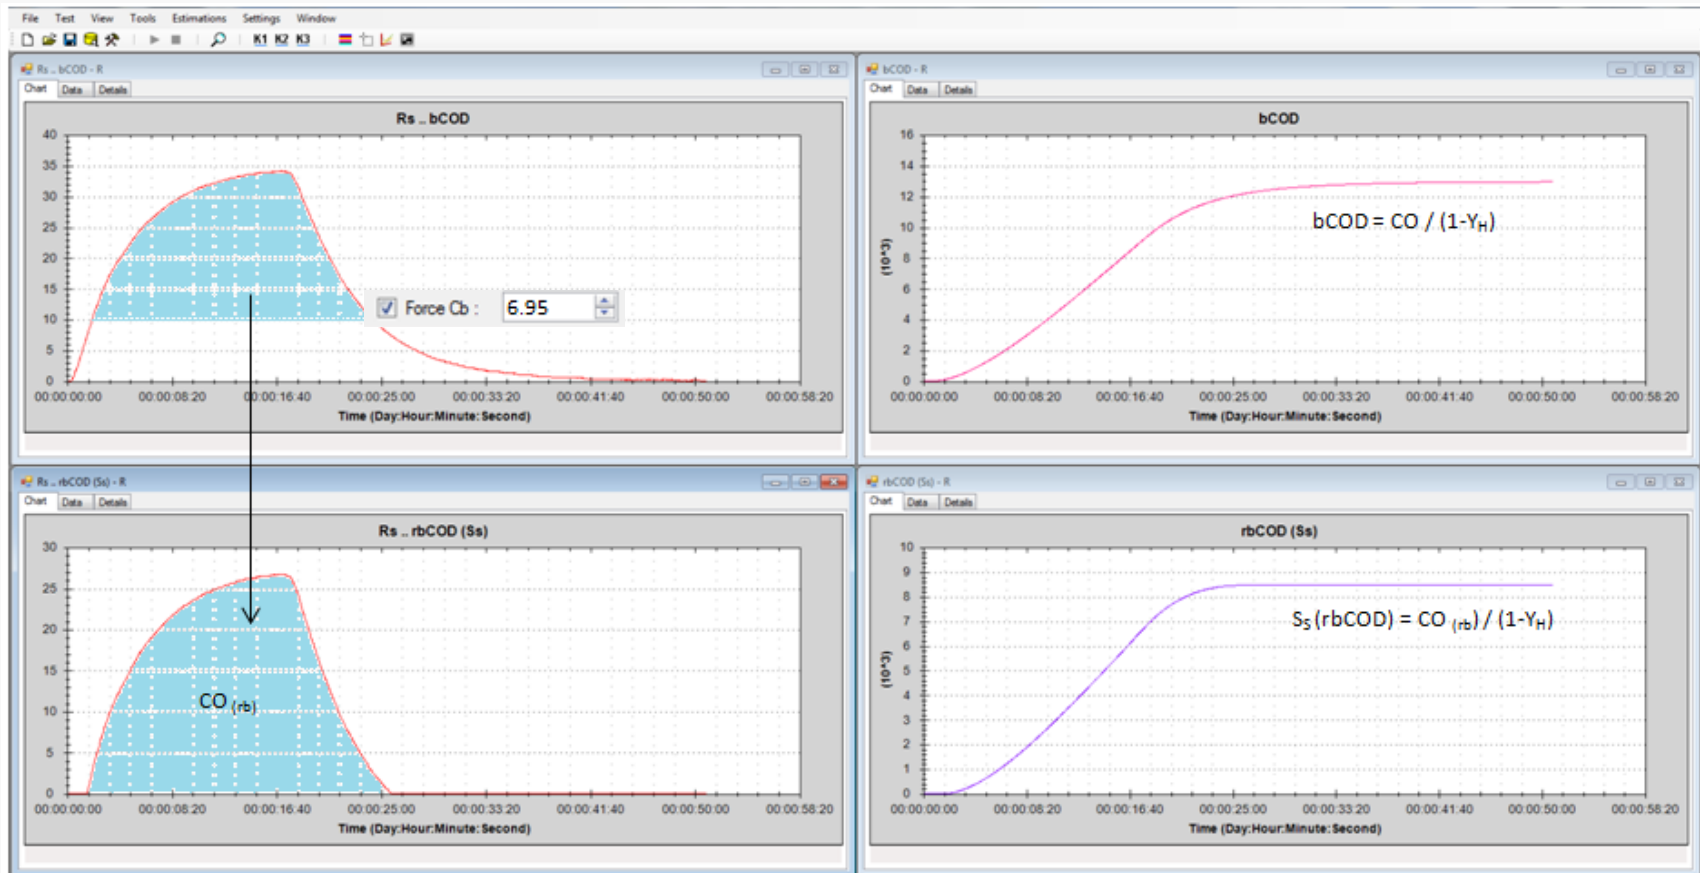 File Test View Tools Estimations Settings Window
K1 K2 K3
Rs _ bCOD - R
Chart Data Details
Rs _ bCOD
40
35
30
25
20
15
10
5
0
Force Cb : 6.95
00:00:00:00 00:00:08:20 00:00:16:40 00:00:25:00 00:00:33:20 00:00:41:40 00:00:50:00 00:00:58:20
Time (Day:Hour:Minute:Second)
bCOD - R
Chart Data Details
bCOD
16
14
12
10
8
6
4
2
0
(10^3)
bCOD = CO / (1-YH)
00:00:00:00 00:00:08:20 00:00:16:40 00:00:25:00 00:00:33:20 00:00:41:40 00:00:50:00 00:00:58:20
Time (Day:Hour:Minute:Second)
Rs _ rbCOD (Ss) - R
Chart Data Details
Rs .. rbCOD (Ss)
30
25
20
15
10
5
0
CO (rb)
00:00:00:00 00:00:08:20 00:00:16:40 00:00:25:00 00:00:33:20 00:00:41:40 00:00:50:00 00:00:58:20
Time (Day:Hour:Minute:Second)
rbCOD (Ss) - R
Chart Data Details
rbCOD (Ss)
10
9
8
7
6
5
4
3
2
1
0
(10^3)
SS (rbCOD) = CO (rb) / (1-YH)
00:00:00:00 00:00:08:20 00:00:16:40 00:00:25:00 00:00:33:20 00:00:41:40 00:00:50:00 00:00:58:20
Time (Day:Hour:Minute:Second)